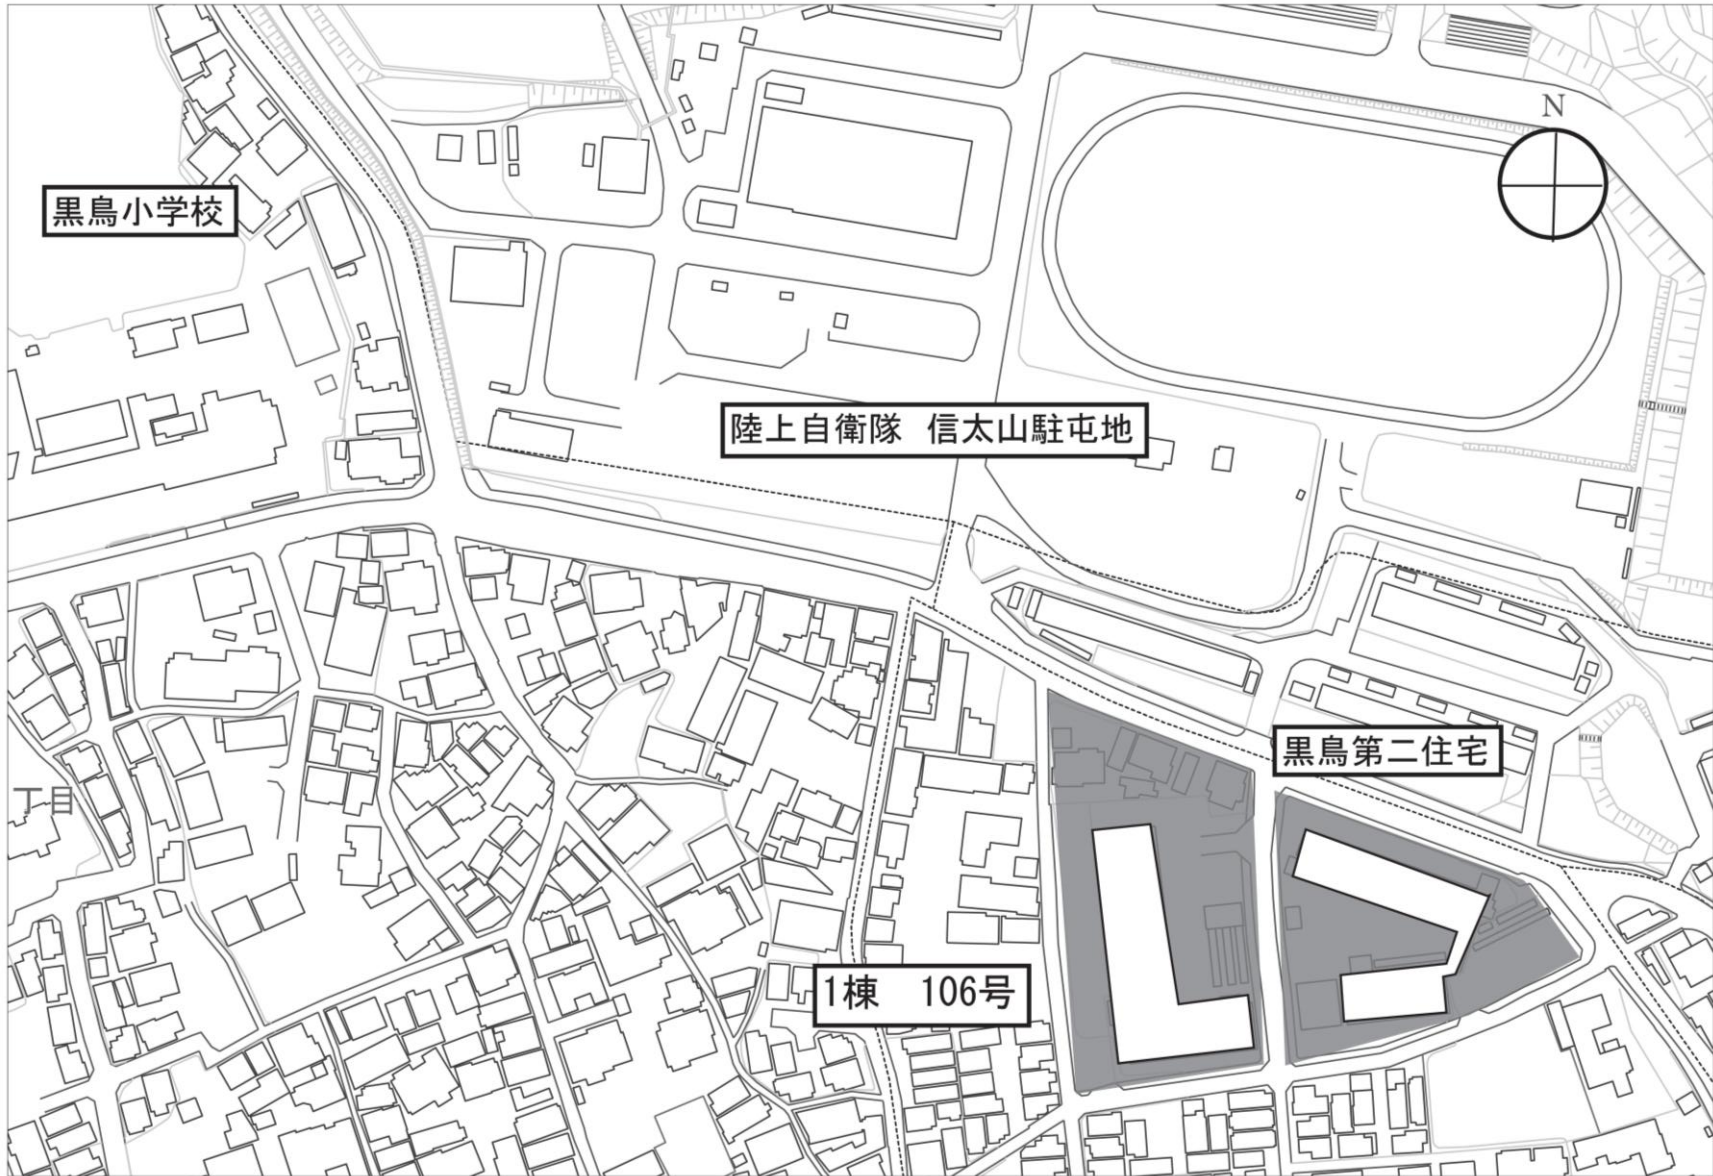 N
黒鳥小学校
陸上自衛隊 信太山駐屯地
黒鳥第二住宅
丁目
1棟 106号